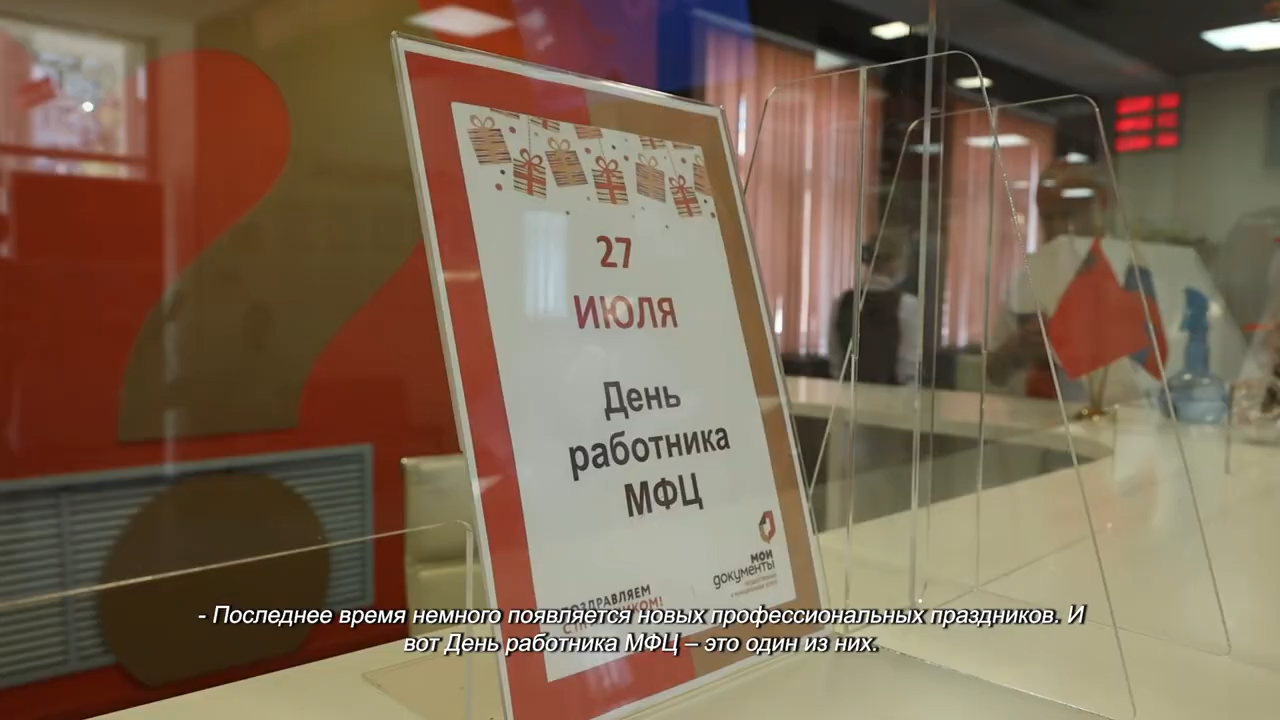 27
ИЮЛЯ
День
работника
МФЦ
мои
документы
ПОЗДРАВЛЯЕМ
- Последнее время немного появляется новых профессиональных праздников. И
вот День работника МФЦ – это один из них.